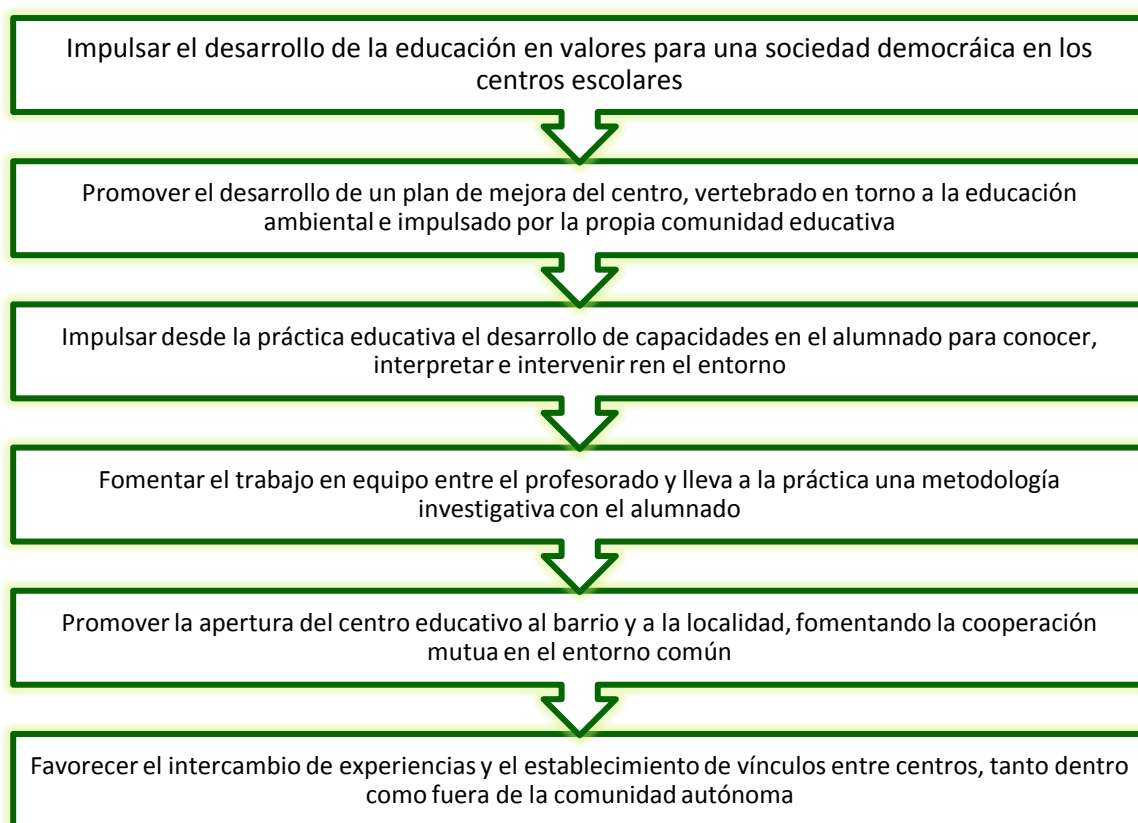 Impulsar el desarrollo de la educación en valores para una sociedad democráica en los
centros escolares
Promover el desarrollo de un plan de mejora del centro, vertebrado en torno a la educación
ambiental e impulsado por la propia comunidad educativa
Impulsar desde la práctica educativa el desarrollo de capacidades en el alumnado para conocer,
interpretar e intervenir ren el entorno
Fomentar el trabajo en equipo entre el profesorado y lleva a la práctica una metodología
investigativa con el alumnado
Promover la apertura del centro educativo al barrio y a la localidad, fomentando la cooperación
mutua en el entorno común
Favorecer el intercambio de experiencias y el establecimiento de vínculos entre centros, tanto dentro
como fuera de la comunidad autónoma